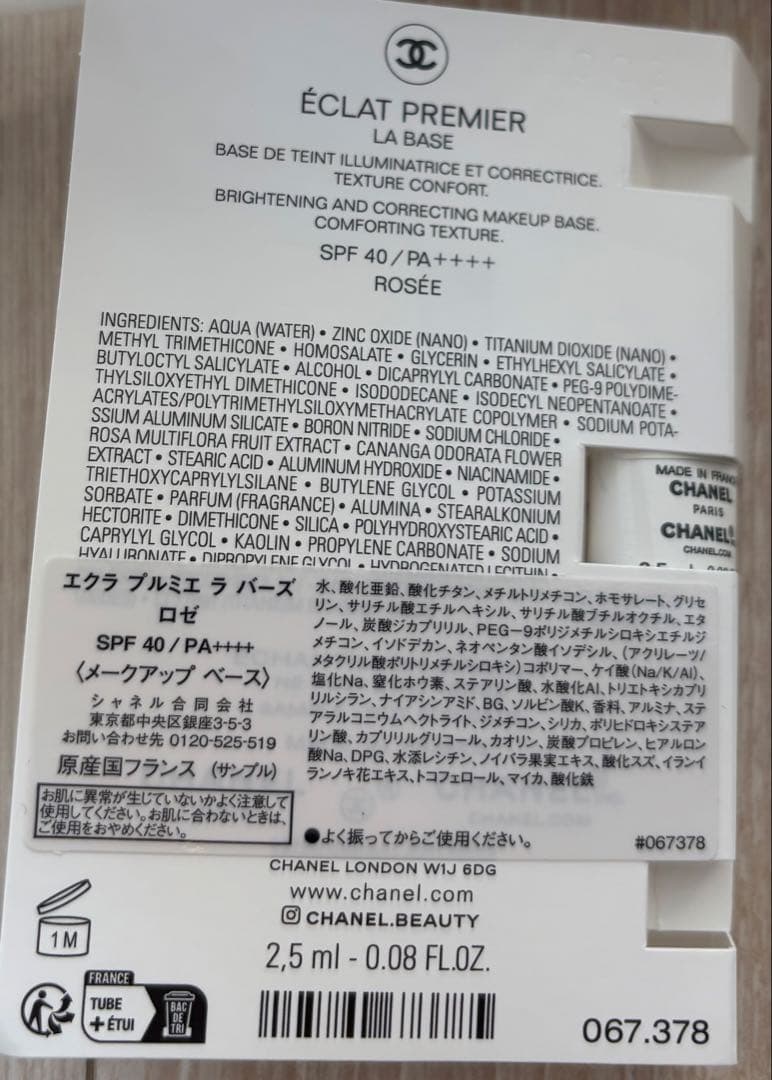 ÉCLAT PREMIER
LA BASE
BASE DE TEINT ILLUMINATRICE ET CORRECTRICE.
TEXTURE CONFORT.
BRIGHTENING AND CORRECTING MAKEUP BASE.
COMFORTING TEXTURE.
SPF 40 / PA++++
ROSÉE
INGREDIENTS: AQUA (WATER) • ZINC OXIDE (NANO) • TITANIUM DIOXIDE (NANO) •
METHYL TRIMETHICONE • HOMOSALATE • GLYCERIN • ETHYLHEXYL SALICYLATE •
BUTYLOCTYL SALICYLATE • ALCOHOL • DICAPRYLYL CARBONATE • PEG-9 POLYDIME-
THYLSILOXYETHYL DIMETHICONE • ISODODECANE • ISODECYL NEOPENTANOATE •
ACRYLATES/POLYTRIMETHYLSILOXYMETHACRYLATE COPOLYMER • SODIUM POTA-
SSIUM ALUMINUM SILICATE • BORON NITRIDE • SODIUM CHLORIDE •
ROSA MULTIFLORA FRUIT EXTRACT • CANANGA ODORATA FLOWER
EXTRACT • STEARIC ACID • ALUMINUM HYDROXIDE • NIACINAMIDE •
TRIETHOXYCAPRYLYLSILANE • BUTYLENE GLYCOL • POTASSIUM
SORBATE • PARFUM (FRAGRANCE) • ALUMINA • STEARALKONIUM
HECTORITE • DIMETHICONE • SILICA • POLYHYDROXYSTEARIC ACID •
CAPRYLYL GLYCOL • KAOLIN • PROPYLENE CARBONATE • SODIUM
HYALURONATE • DIPROPYLENE GLYCOL • HYDROGENATED LECITHIN •
MADE IN FRANCE
CHANEL
PARIS
CHANEL
CHANEL.COM
エクラ プルミエ ラ バーズ
ロゼ
SPF 40 / PA++++
〈メークアップ ベース〉
シャネル合同会社
東京都中央区銀座3-5-3
お問い合わせ先 0120-525-519
原産国フランス (サンプル)
お肌に異常が生じていないかよく注意して
使用してください。お肌に合わないときは、
ご使用をおやめください。
水、酸化亜鉛、酸化チタン、メチルトリメチコン、ホモサレート、グリセ
リン、サリチル酸エチルヘキシル、サリチル酸ブチルオクチル、エタ
ノール、炭酸ジカプリリル、PEG－9ポリジメチルシロキシエチルジ
メチコン、イソドデカン、ネオペンタン酸イソデシル、(アクリレーツ/
メタクリル酸ポリトリメチルシロキシ)コポリマー、ケイ酸(Na/K/Al)、
塩化Na、窒化ホウ素、ステアリン酸、水酸化Al、トリエトキシカプリ
リルシラン、ナイアシンアミド、BG、ソルビン酸K、香料、アルミナ、ステ
アラルコニウムヘクトライト、ジメチコン、シリカ、ポリヒドロキシステア
リン酸、カプリリルグリコール、カオリン、炭酸プロピレン、ヒアルロン
酸Na、DPG、水添レシチン、ノイバラ果実エキス、酸化スズ、イランイ
ランノキ花エキス、トコフェロール、マイカ、酸化鉄
●よく振ってからご使用ください。
#067378
CHANEL LONDON W1J 6DG
www.chanel.com
CHANEL.BEAUTY
2,5 ml - 0.08 FL.OZ.
1M
FRANCE
TUBE
+ ÉTUI
BAC
DE
TRI
067.378